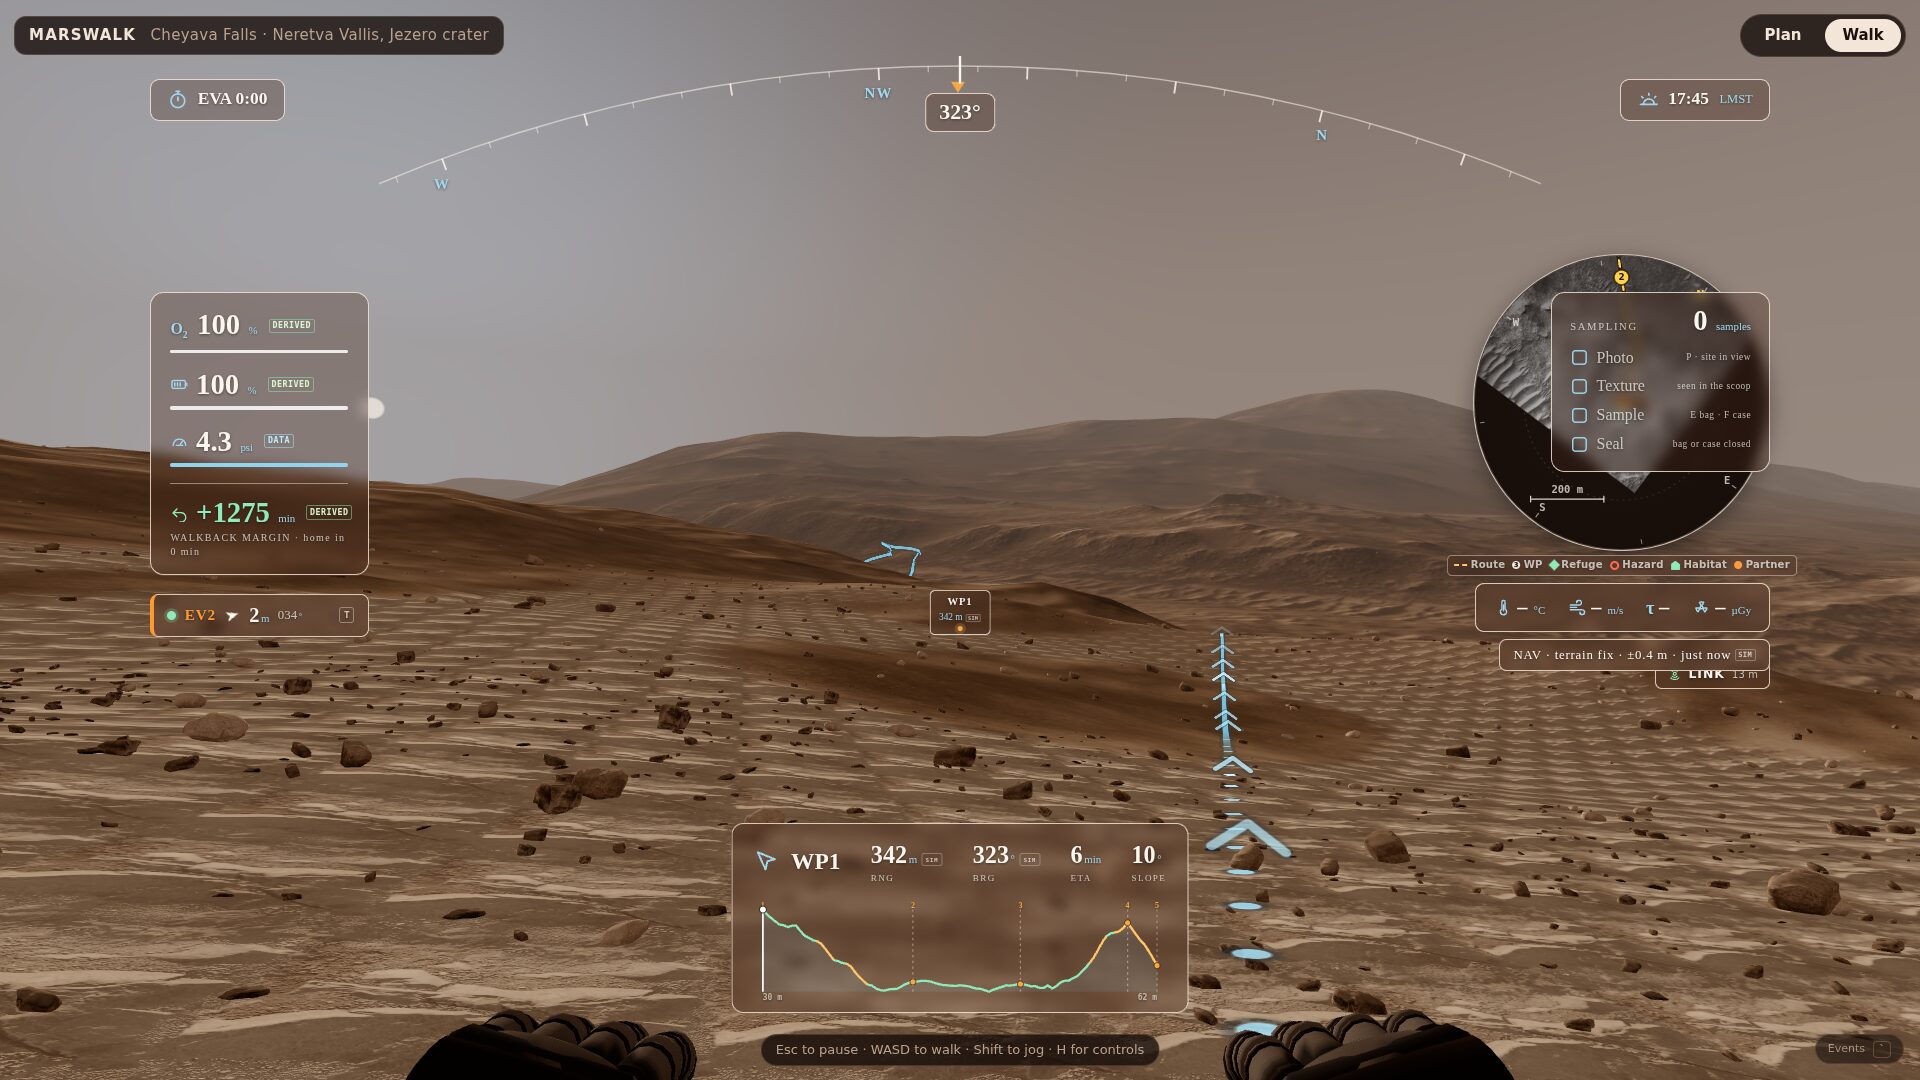 MARSWALK Cheyava Falls · Neretva Vallis, Jezero crater
Plan Walk
EVA 0:00
17:45 LMST
W NW N
323°
O2 100 % DERIVED
100 % DERIVED
4.3 psi DATA
+1275 min DERIVED
WALKBACK MARGIN · home in
0 min
EV2 2 m 034° T
2
W
SAMPLING 0 samples
Photo P · site in view
Texture seen in the scoop
Sample E bag · F case
Seal bag or case closed
200 m
E
S
Route 3 WP Refuge Hazard Habitat Partner
– °C – m/s τ – – µGy
NAV · terrain fix · ±0.4 m · just now SIM
LINK 13 m
WP1
342 m SIM
WP1 342 m SIM 323° SIM 6 min 10°
RNG BRG ETA SLOPE
2 3 4 5
30 m 62 m
Esc to pause · WASD to walk · Shift to jog · H for controls
Events `